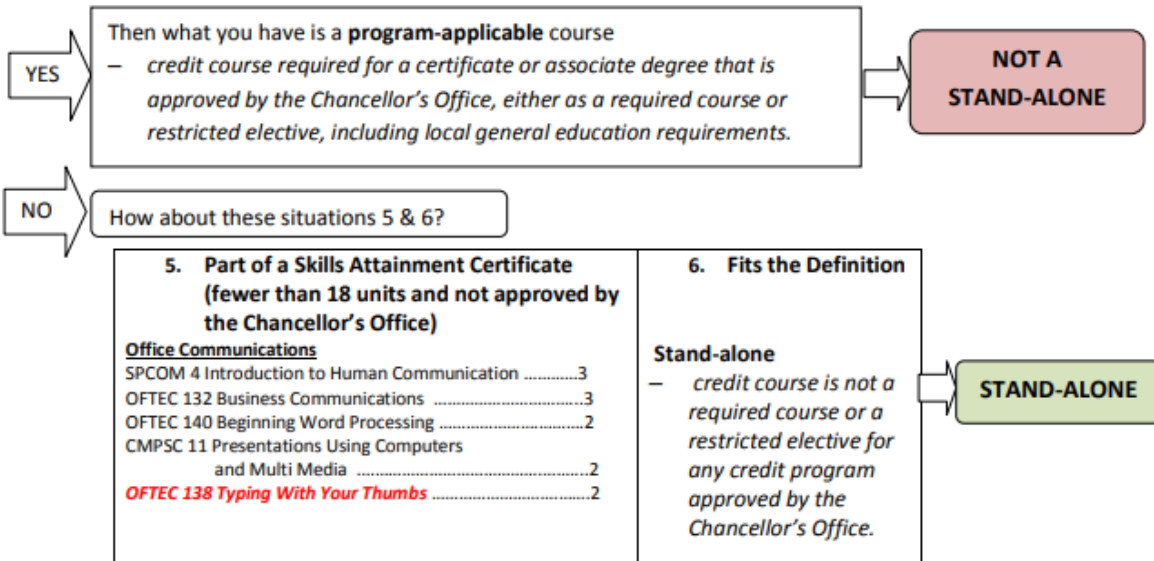 YES
Then what you have is a program-applicable course
– credit course required for a certificate or associate degree that is
approved by the Chancellor's Office, either as a required course or
restricted elective, including local general education requirements.
NOT A
STAND-ALONE
NO
How about these situations 5 & 6?
5. Part of a Skills Attainment Certificate
(fewer than 18 units and not approved by
the Chancellor's Office)
Office Communications
SPCOM 4 Introduction to Human Communication ............3
OFTEC 132 Business Communications ..................................3
OFTEC 140 Beginning Word Processing .................................2
CMPSC 11 Presentations Using Computers
and Multi Media .....................................................2
OFTEC 138 Typing With Your Thumbs ....................................2
6. Fits the Definition
Stand-alone
– credit course is not a
required course or a
restricted elective for
any credit program
approved by the
Chancellor's Office.
STAND-ALONE